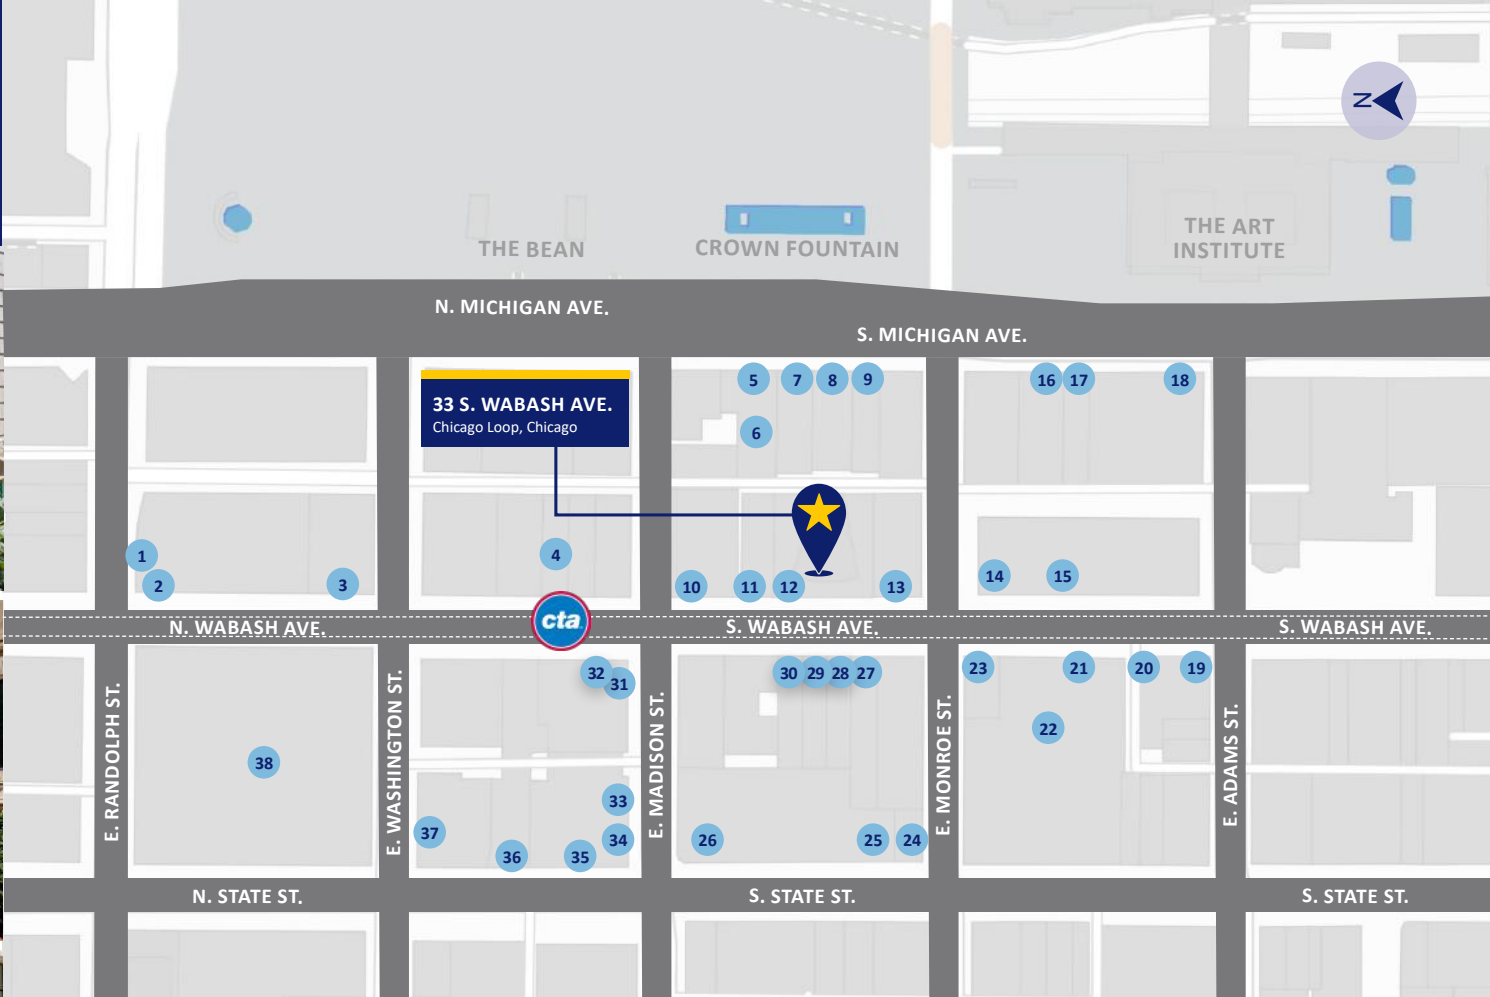 N
THE BEAN
CROWN FOUNTAIN
THE ART
INSTITUTE
N. MICHIGAN AVE.
S. MICHIGAN AVE.
33 S. WABASH AVE.
Chicago Loop, Chicago
5
7
8
9
16
17
18
6
1
2
3
4
10
11
12
13
14
15
cta
N. WABASH AVE.
S. WABASH AVE.
S. WABASH AVE.
32
31
30
29
28
27
23
21
20
19
22
E. RANDOLPH ST.
E. WASHINGTON ST.
E. MADISON ST.
E. MONROE ST.
E. ADAMS ST.
38
33
37
34
36
35
26
25
24
N. STATE ST.
S. STATE ST.
S. STATE ST.